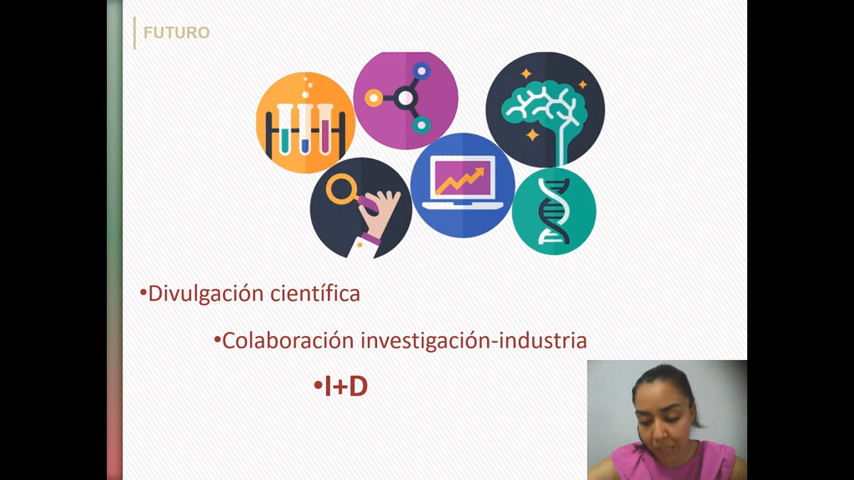 FUTURO
•Divulgación científica
•Colaboración investigación-industria
•I+D